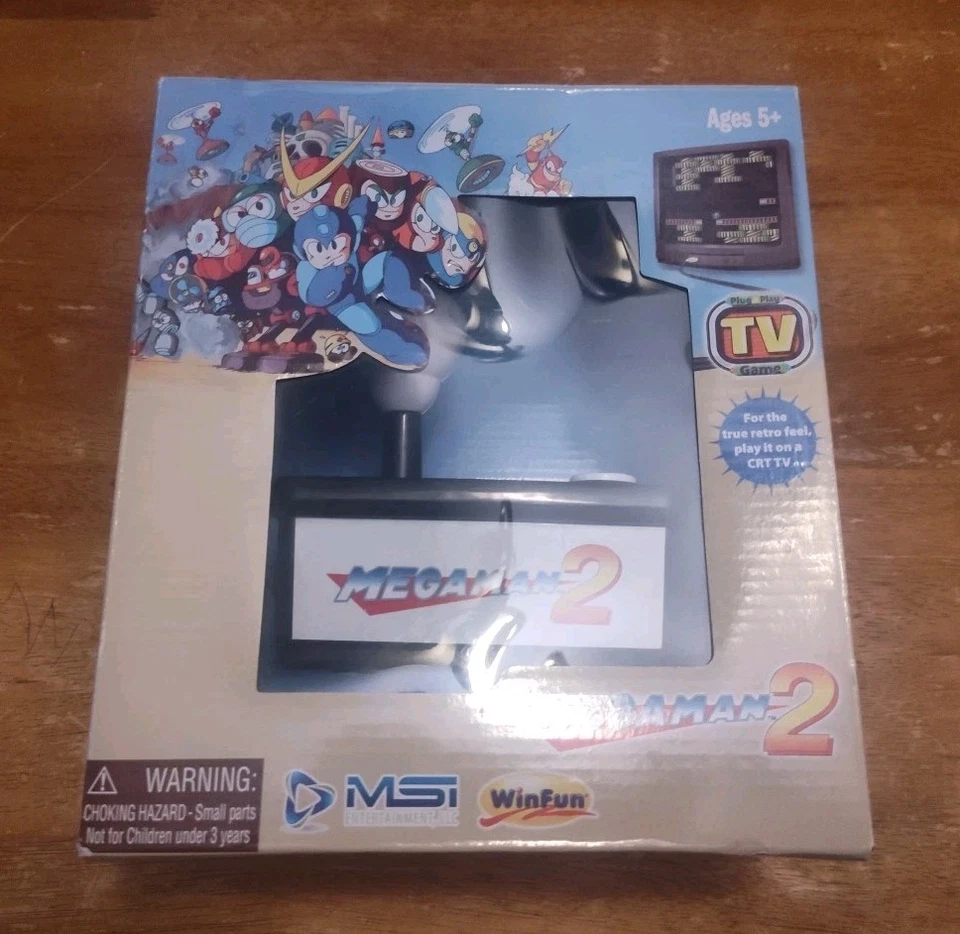 Ages 5+
Plug Play
TV
Game
For the
true retro feel,
play it on a
CRT TV
MEGAMAN 2
MEGAMAN 2
WARNING:
CHOKING HAZARD - Small parts
Not for Children under 3 years
MSI
ENTERTAINMENT, LLC
WinFun